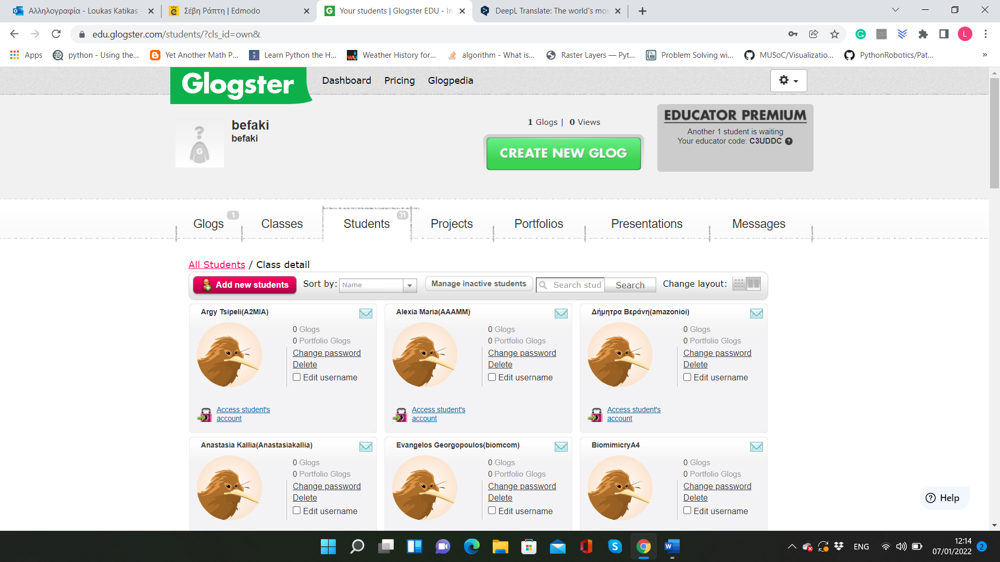 Αλληλογραφία - Loukas Katikas -
Σέβη Ράπτη | Edmodo
Your students | Glogster EDU - In
DeepL Translate: The world's mos
edu.glogster.com/students/?cls_id=own&
L
Apps
python - Using the...
Yet Another Math P...
Learn Python the H...
Weather History for...
algorithm - What is...
Raster Layers — Pyt...
Problem Solving wi...
MUSoC/Visualizatio...
PythonRobotics/Pat...
»
Glogster
Dashboard
Pricing
Glogpedia
befaki
befaki
1 Glogs | 0 Views
CREATE NEW GLOG
EDUCATOR PREMIUM
Another 1 student is waiting
Your educator code: C3UDDC ?
Glogs 1
Classes
Students 31
Projects
Portfolios
Presentations
Messages
All Students / Class detail
Add new students
Sort by: Name
Manage inactive students
Search stud
Search
Change layout:
Argy Tsipeli(A2MIA)
0 Glogs
0 Portfolio Glogs
Change password
Delete
Edit username
Access student's
account
Alexia Maria(AAAMM)
0 Glogs
0 Portfolio Glogs
Change password
Delete
Edit username
Access student's
account
Δήμητρα Βεράνη(amazonioi)
0 Glogs
0 Portfolio Glogs
Change password
Delete
Edit username
Access student's
account
Anastasia Kallia(Anastasiakallia)
0 Glogs
0 Portfolio Glogs
Change password
Delete
Edit username
Evangelos Georgopoulos(biomcom)
0 Glogs
0 Portfolio Glogs
Change password
Delete
Edit username
BiomimicryA4
0 Glogs
0 Portfolio Glogs
Change password
Delete
Edit username
? Help
ENG
12:14
07/01/2022
2